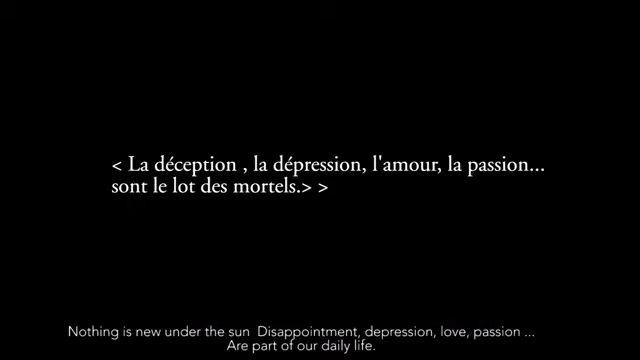 < La déception , la dépression, l'amour, la passion...
sont le lot des mortels.> >
Nothing is new under the sun  Disappointment, depression, love, passion ...
Are part of our daily life.